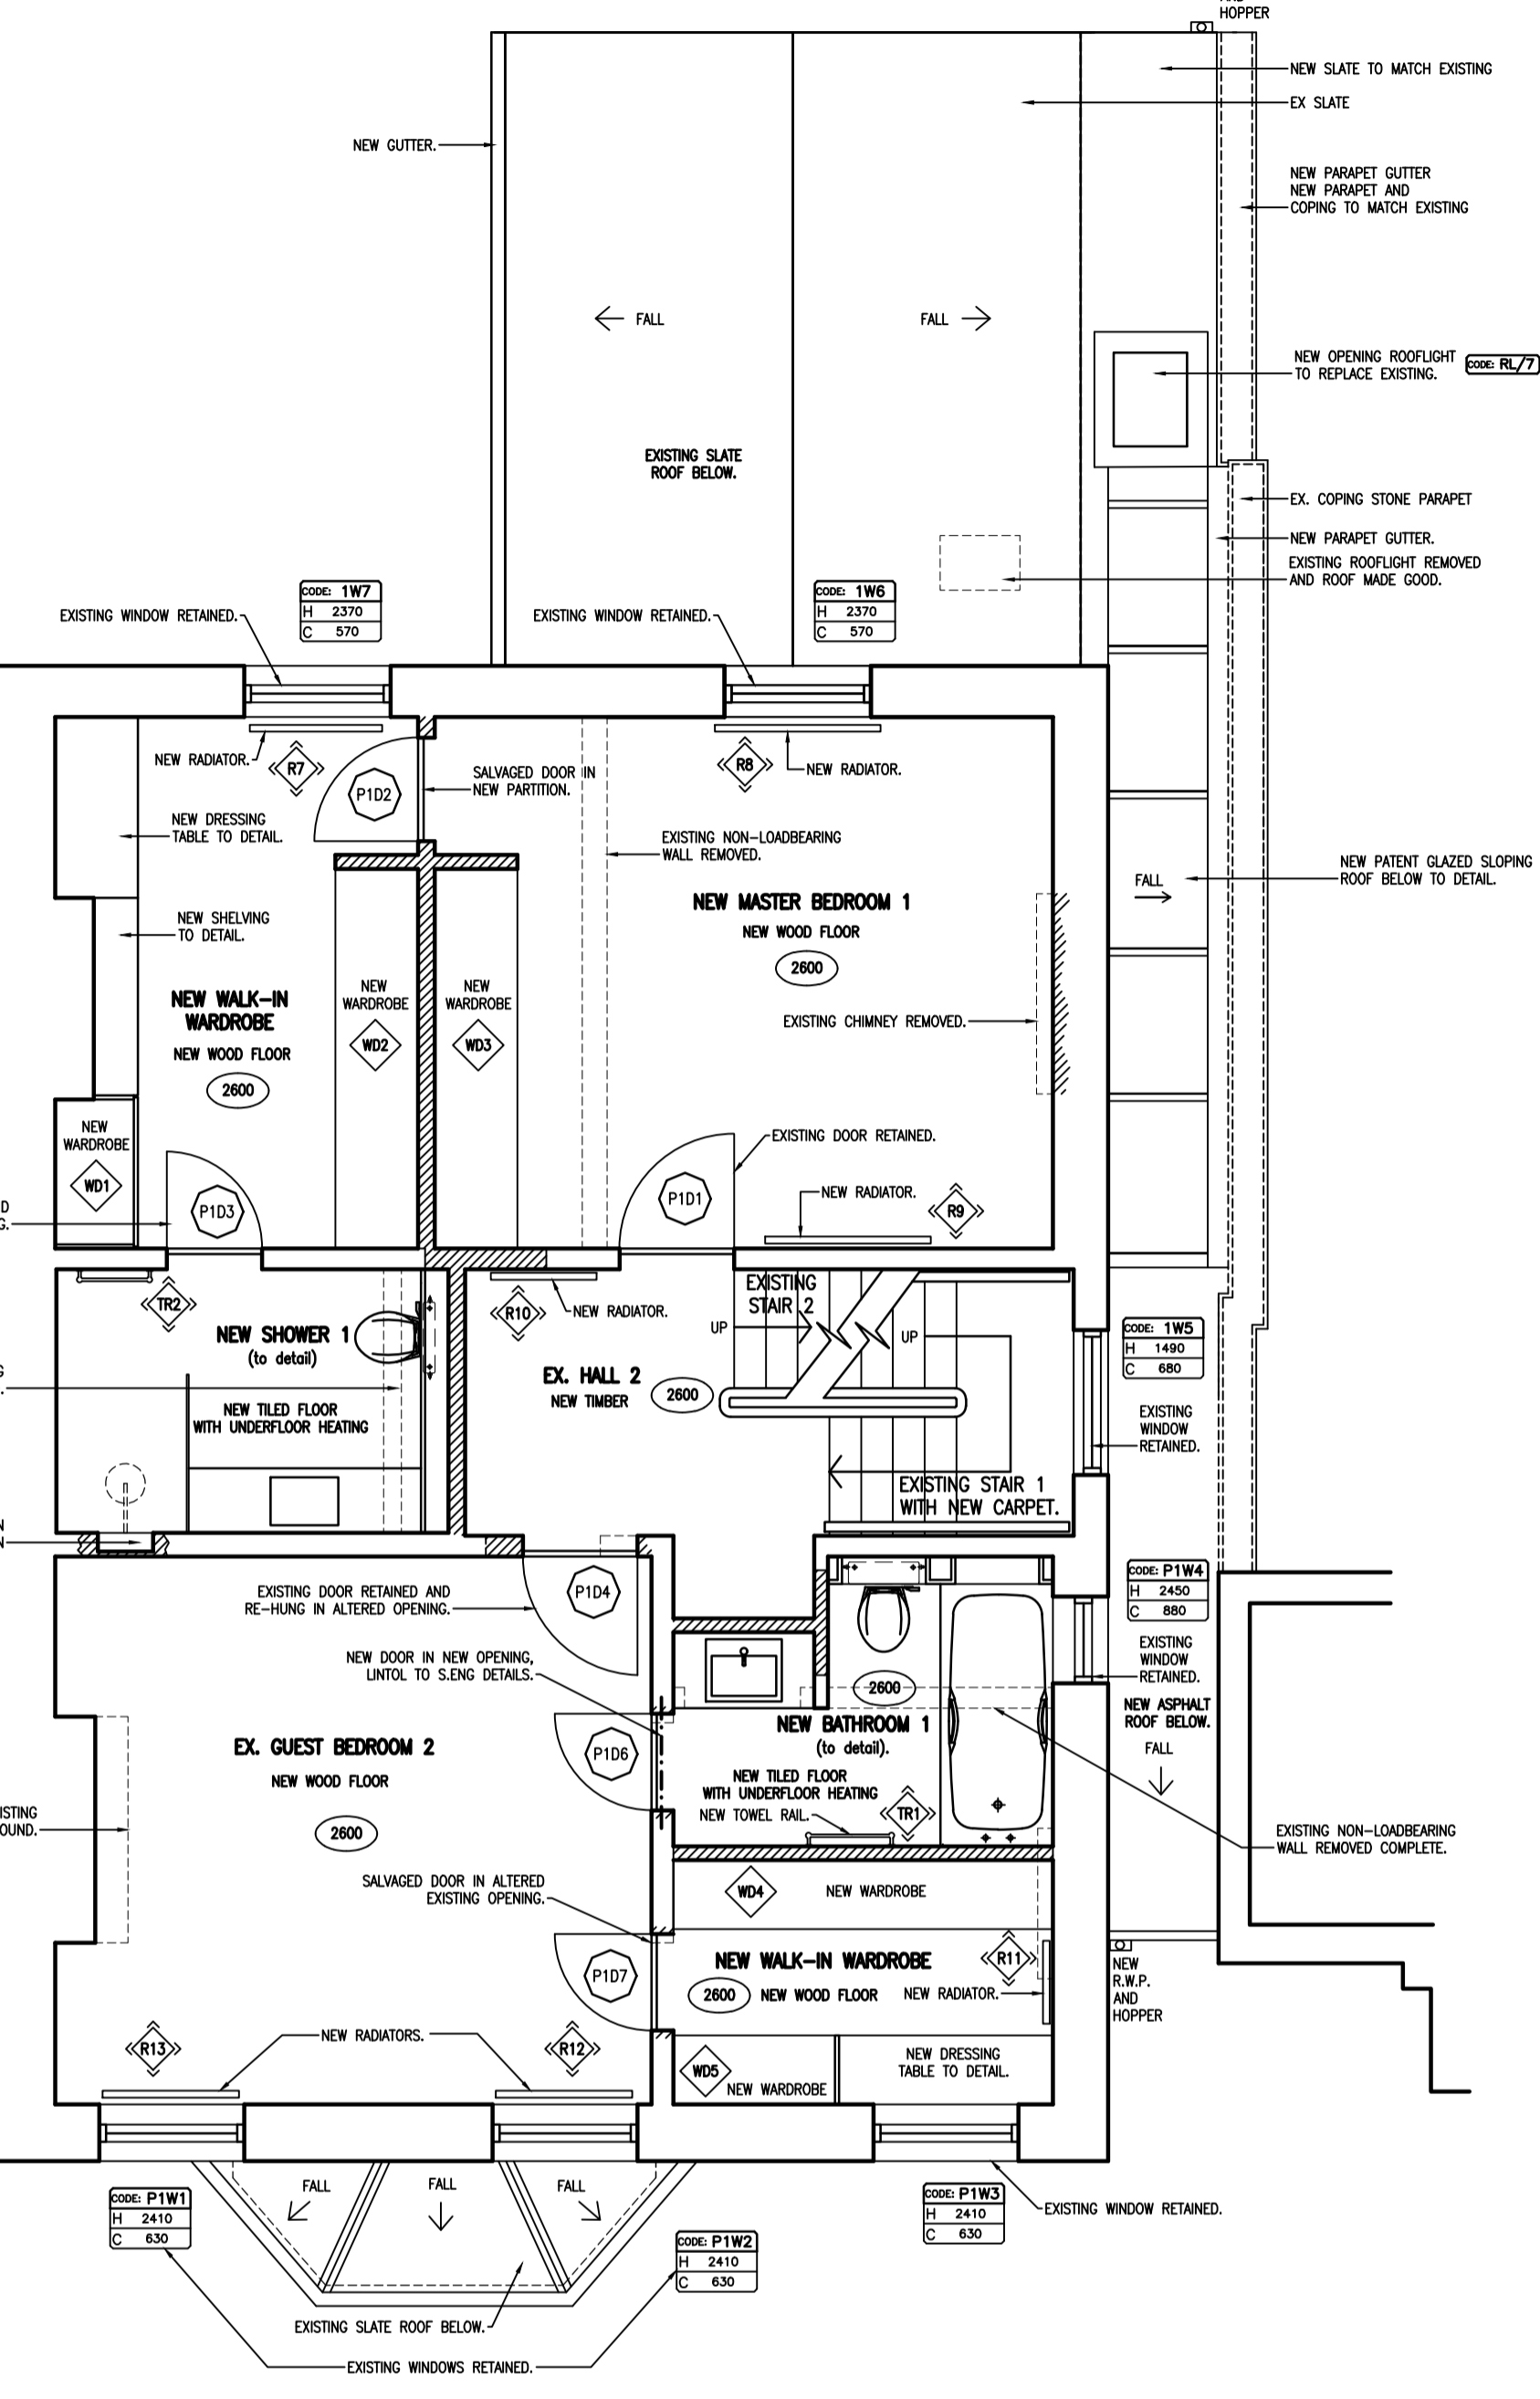 HOPPER
NEW SLATE TO MATCH EXISTING
EX SLATE
NEW GUTTER.
NEW PARAPET GUTTER
NEW PARAPET AND
COPING TO MATCH EXISTING
FALL
FALL
NEW OPENING ROOFLIGHT
TO REPLACE EXISTING.
CODE: RL/7
EXISTING SLATE
ROOF BELOW.
EX. COPING STONE PARAPET
NEW PARAPET GUTTER.
EXISTING ROOFLIGHT REMOVED
AND ROOF MADE GOOD.
EXISTING WINDOW RETAINED.
CODE: 1W7
H 2370
C 570
EXISTING WINDOW RETAINED.
CODE: 1W6
H 2370
C 570
NEW RADIATOR.
R7
P1D2
SALVAGED DOOR IN
NEW PARTITION.
R8
NEW RADIATOR.
NEW DRESSING
TABLE TO DETAIL.
EXISTING NON-LOADBEARING
WALL REMOVED.
NEW PATENT GLAZED SLOPING
ROOF BELOW TO DETAIL.
FALL
NEW SHELVING
TO DETAIL.
NEW MASTER BEDROOM 1
NEW WOOD FLOOR
2600
NEW WALK-IN
WARDROBE
NEW WOOD FLOOR
2600
NEW
WARDROBE
WD2
NEW
WARDROBE
WD3
EXISTING CHIMNEY REMOVED.
NEW
WARDROBE
WD1
EXISTING DOOR RETAINED.
P1D3
P1D1
NEW RADIATOR.
R9
D
G.
TR2
NEW SHOWER 1
(to detail)
R10
NEW RADIATOR.
EXISTING
STAIR 2
UP
UP
CODE: 1W5
H 1490
C 680
EX. HALL 2
NEW TIMBER
2600
G
.
NEW TILED FLOOR
WITH UNDERFLOOR HEATING
EXISTING
WINDOW
RETAINED.
EXISTING STAIR 1
WITH NEW CARPET.
N
N
EXISTING DOOR RETAINED AND
RE-HUNG IN ALTERED OPENING.
P1D4
CODE: P1W4
H 2450
C 880
EXISTING
WINDOW
RETAINED.
NEW DOOR IN NEW OPENING,
LINTOL TO S.ENG DETAILS.
2600
NEW ASPHALT
ROOF BELOW.
FALL
EX. GUEST BEDROOM 2
NEW WOOD FLOOR
2600
P1D6
NEW BATHROOM 1
(to detail).
NEW TILED FLOOR
WITH UNDERFLOOR HEATING
NEW TOWEL RAIL.
TR1
ISTING
OUND.
EXISTING NON-LOADBEARING
WALL REMOVED COMPLETE.
SALVAGED DOOR IN ALTERED
EXISTING OPENING.
WD4
NEW WARDROBE
P1D7
NEW WALK-IN WARDROBE
2600
NEW WOOD FLOOR
NEW RADIATOR.
R11
NEW
R.W.P.
AND
HOPPER
R13
NEW RADIATORS.
R12
WD5
NEW WARDROBE
NEW DRESSING
TABLE TO DETAIL.
FALL
FALL
FALL
CODE: P1W1
H 2410
C 630
CODE: P1W2
H 2410
C 630
CODE: P1W3
H 2410
C 630
EXISTING WINDOW RETAINED.
EXISTING SLATE ROOF BELOW.
EXISTING WINDOWS RETAINED.